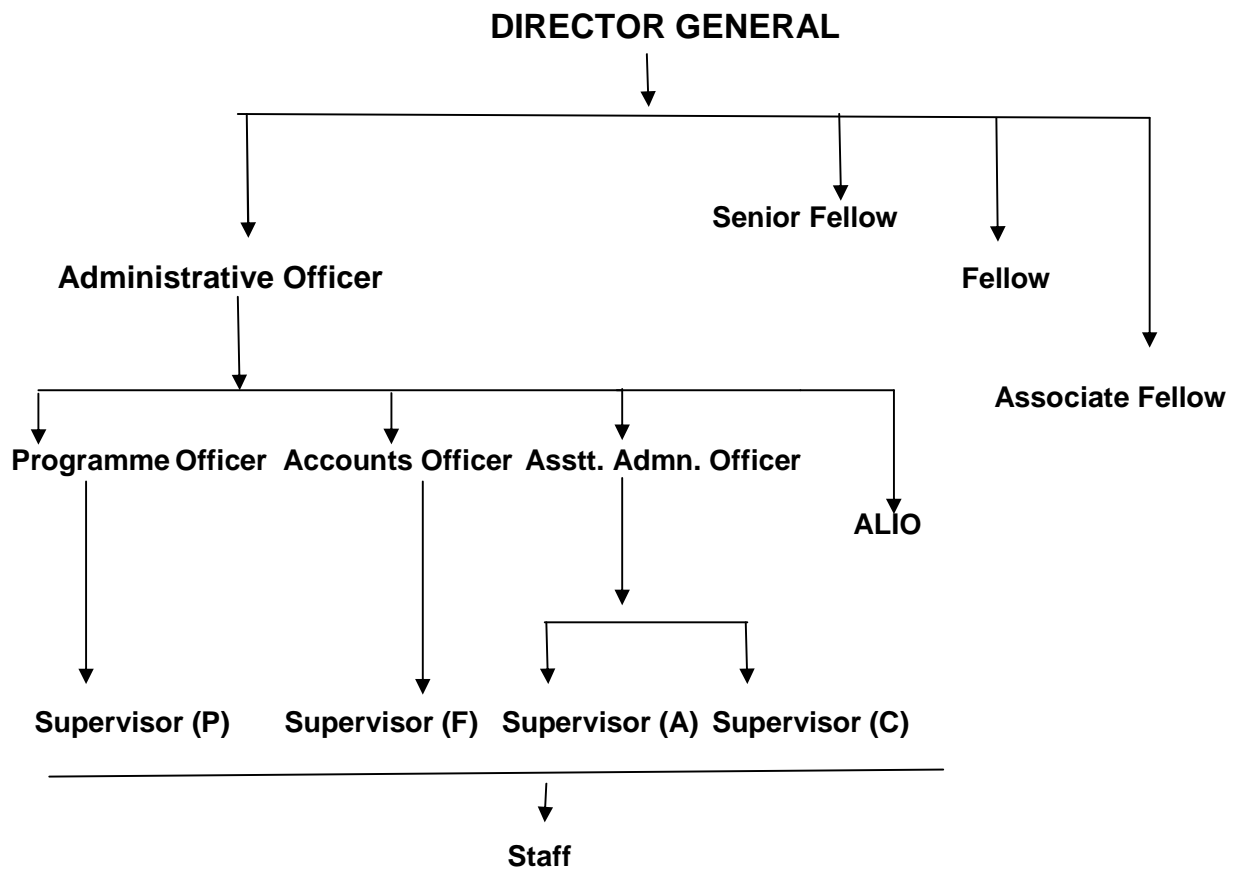 DIRECTOR GENERAL
Senior Fellow
Administrative Officer
Fellow
Associate Fellow
Programme Officer
Accounts Officer
Asstt. Admn. Officer
ALIO
Supervisor (P)
Supervisor (F)
Supervisor (A)
Supervisor (C)
Staff